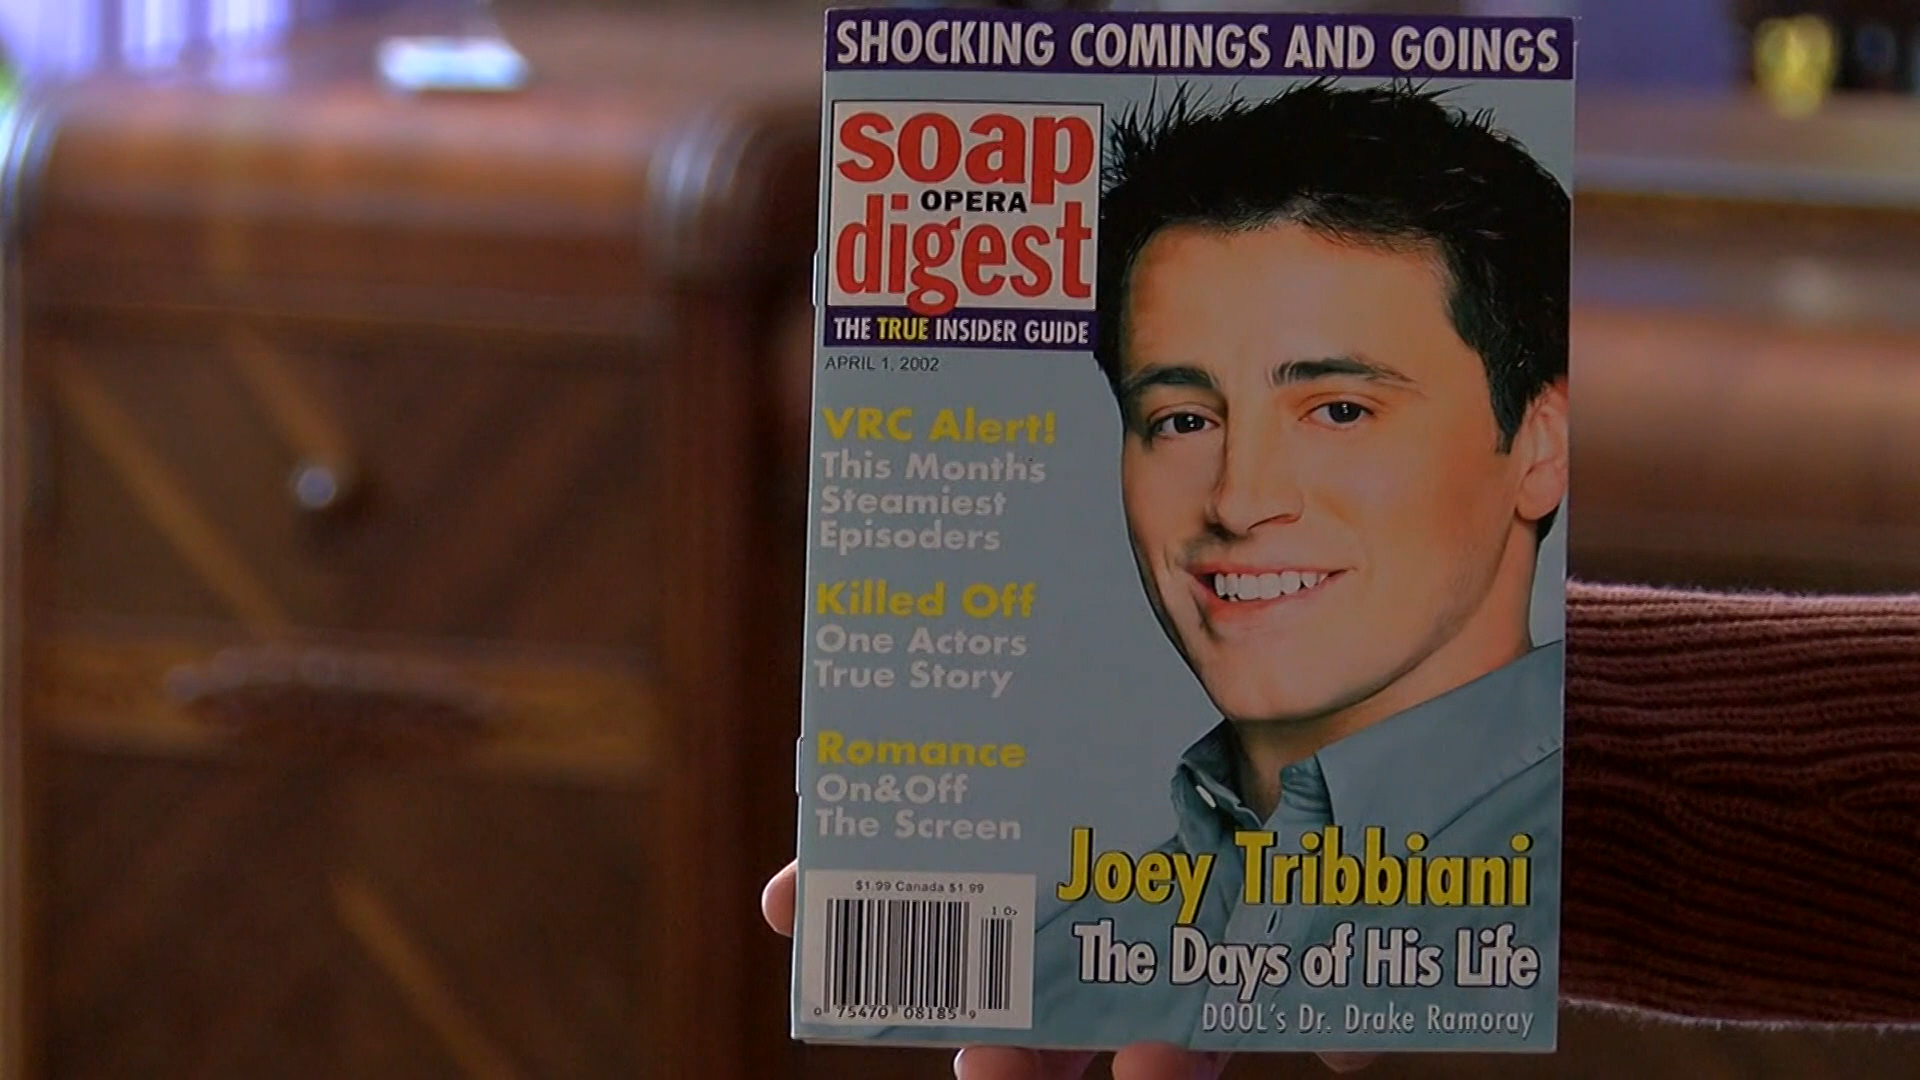 SHOCKING COMINGS AND GOINGS
soap
OPERA
digest
THE TRUE INSIDER GUIDE
APRIL 1, 2002
VRC Alert!
This Months
Steamiest
Episoders
Killed Off
One Actors
True Story
Romance
On&Off
The Screen
$1.99 Canada $1.99
1 0>
0 75470 08185 9
Joey Tribbiani
The Days of His Life
DOOL's Dr. Drake Ramoray